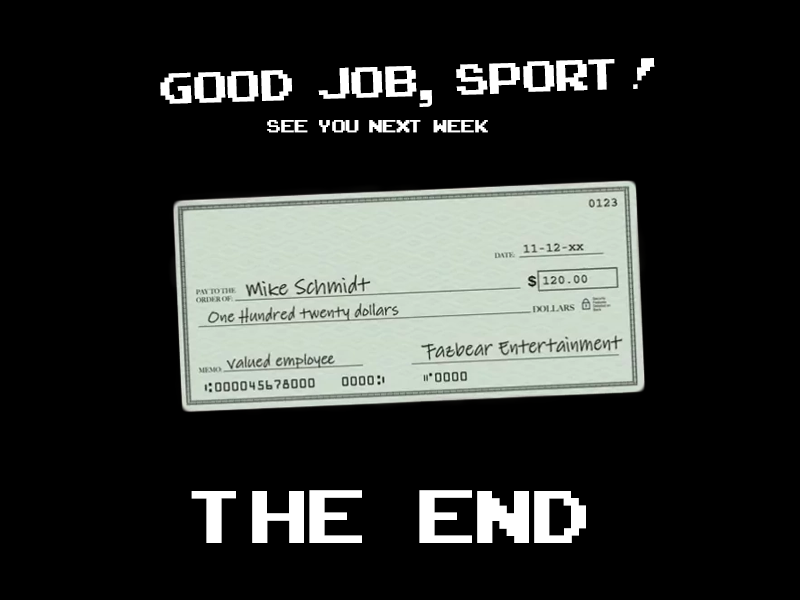 GOOD JOB, SPORT!
SEE YOU NEXT WEEK
0123
DATE: 11-12-xx
PAY TO THE
ORDER OF: Mike Schmidt $ 120.00
One Hundred twenty dollars DOLLARS
MEMO: valued employee Fazbear Entertainment
⑆000045678000 0000⑆ ⑈0000
THE END